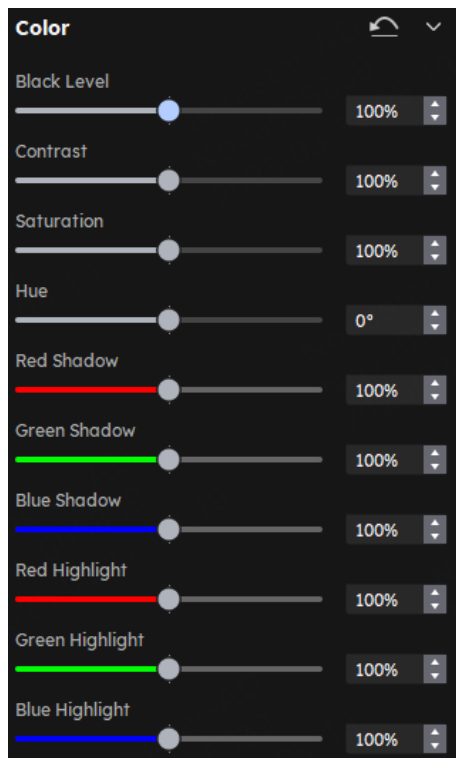 Color
Black Level
100%
Contrast
100%
Saturation
100%
Hue
0°
Red Shadow
100%
Green Shadow
100%
Blue Shadow
100%
Red Highlight
100%
Green Highlight
100%
Blue Highlight
100%